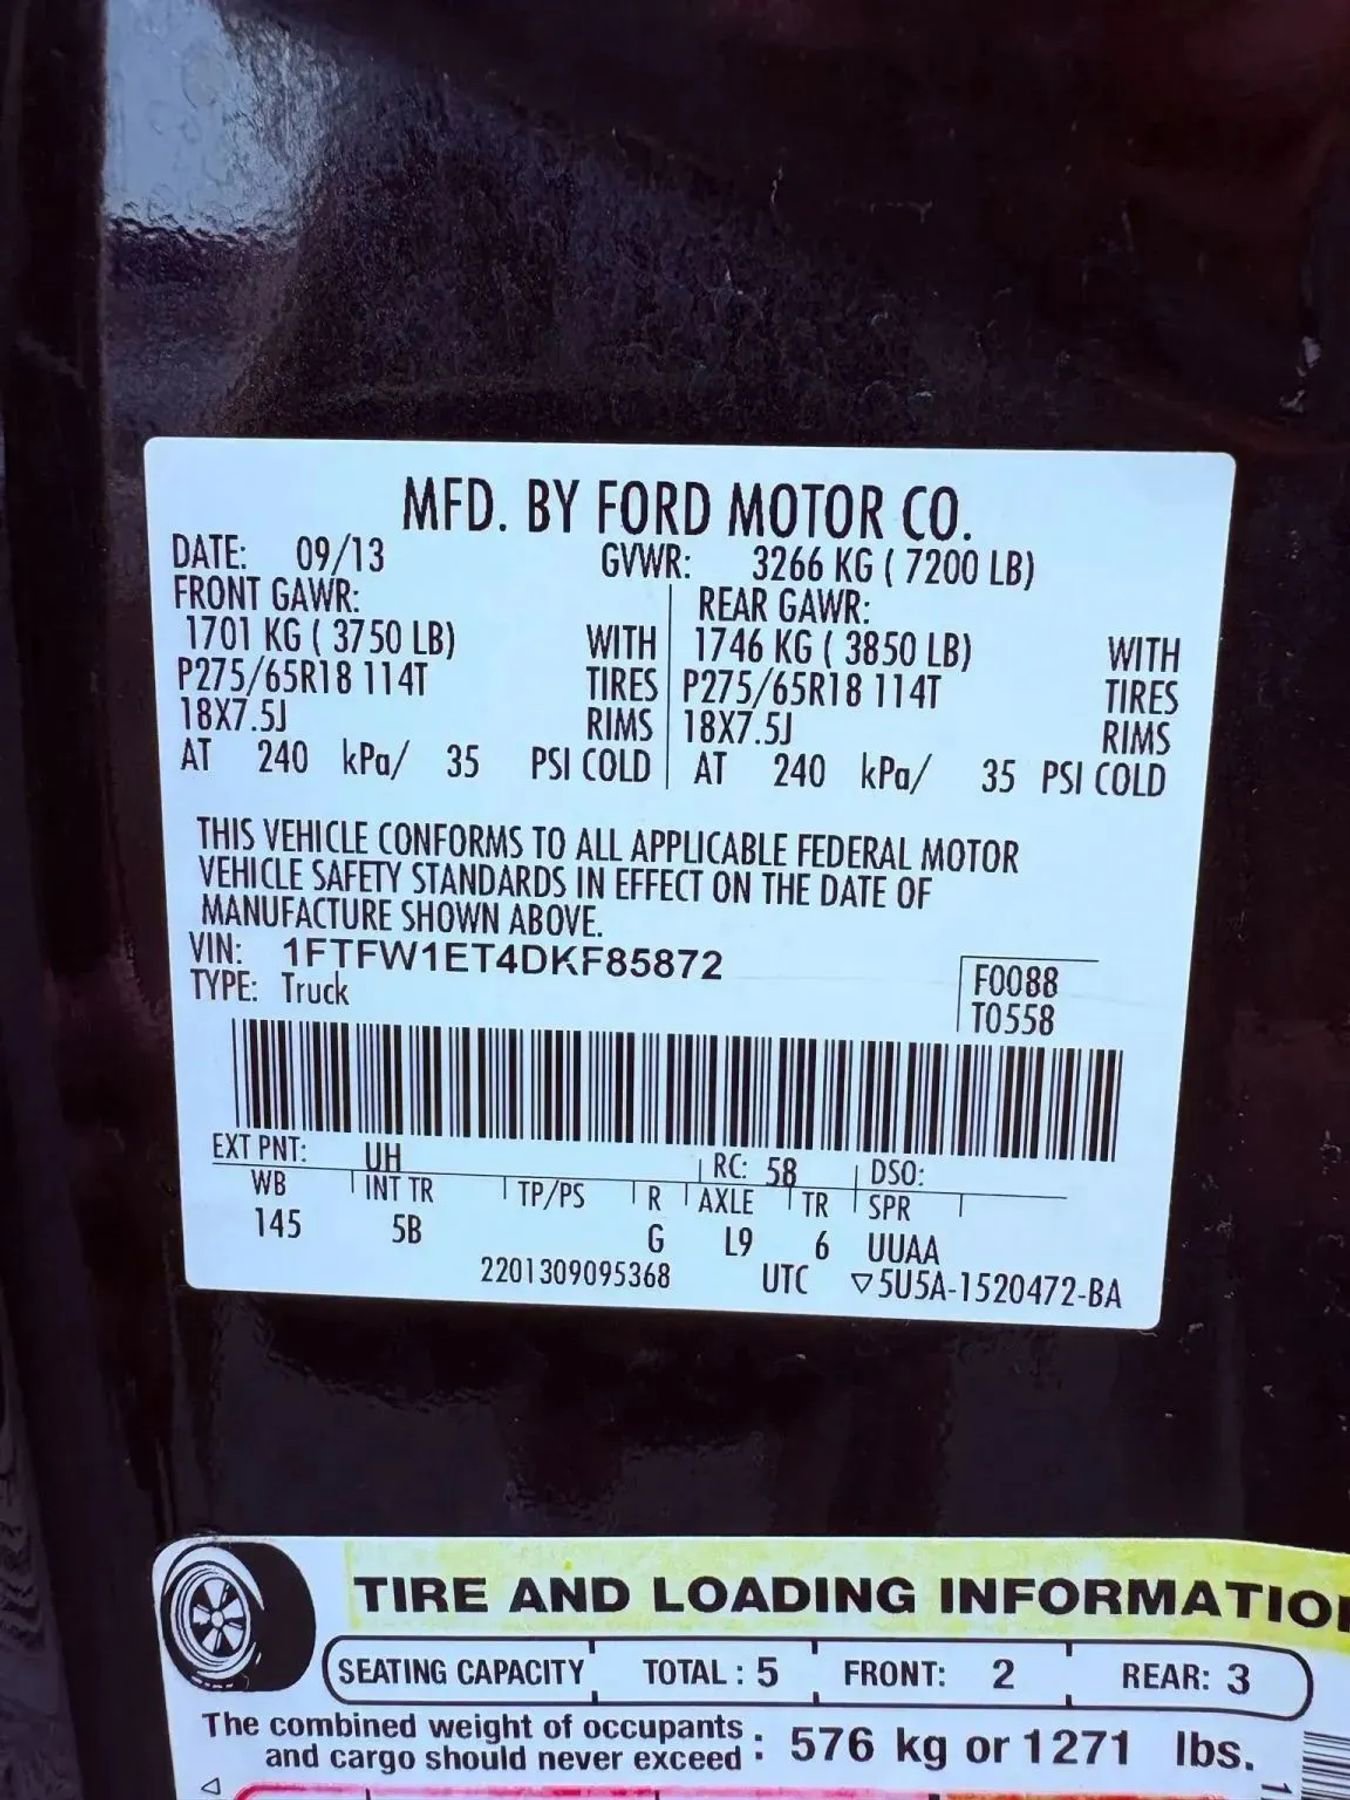 MFD. BY FORD MOTOR CO.
DATE: 09/13 GVWR: 3266 KG ( 7200 LB)
FRONT GAWR: REAR GAWR:
1701 KG ( 3750 LB) WITH 1746 KG ( 3850 LB) WITH
P275/65R18 114T TIRES P275/65R18 114T TIRES
18X7.5J RIMS 18X7.5J RIMS
AT 240 kPa/ 35 PSI COLD AT 240 kPa/ 35 PSI COLD
THIS VEHICLE CONFORMS TO ALL APPLICABLE FEDERAL MOTOR
VEHICLE SAFETY STANDARDS IN EFFECT ON THE DATE OF
MANUFACTURE SHOWN ABOVE.
VIN: 1FTFW1ET4DKF85872 F0088
TYPE: Truck T0558
EXT PNT: UH RC: 58 DSO:
WB INT TR TP/PS R AXLE TR SPR
145 5B G L9 6 UUAA
2201309095368 UTC ▽5U5A-1520472-BA
TIRE AND LOADING INFORMATIO
SEATING CAPACITY TOTAL : 5 FRONT: 2 REAR: 3
The combined weight of occupants
and cargo should never exceed : 576 kg or 1271 lbs.